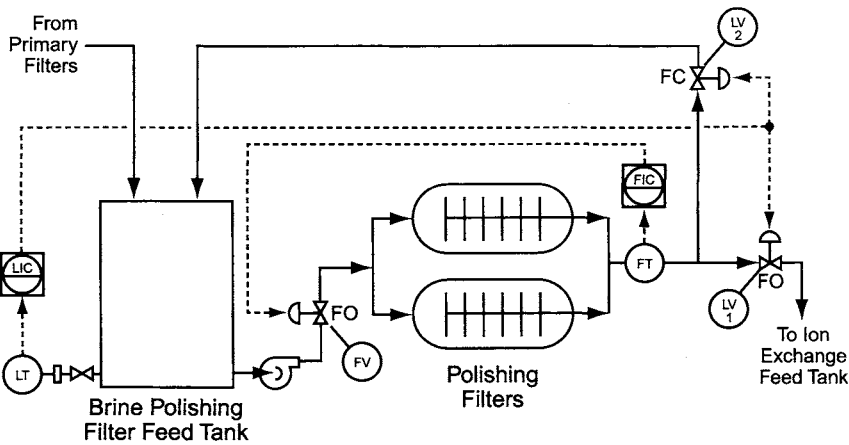 From
Primary
Filters
LV
2
FC
FIC
LIC
FT
FO
LV
1
FO
To Ion
Exchange
Feed Tank
LT
FV
Polishing
Filters
Brine Polishing
Filter Feed Tank